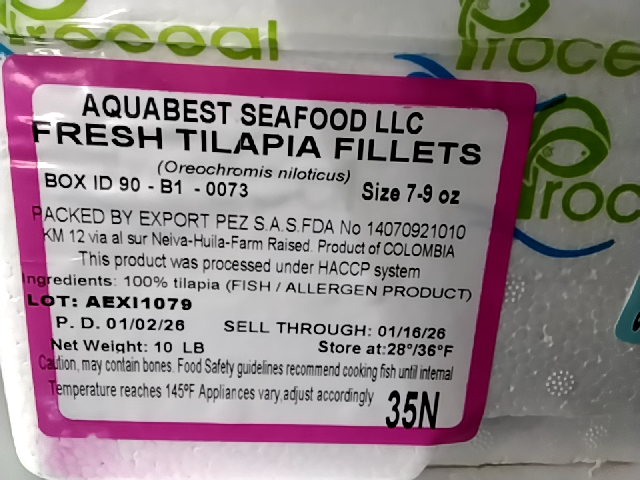 Procoal
Proce
Proc
AQUABEST SEAFOOD LLC
FRESH TILAPIA FILLETS
(Oreochromis niloticus)
BOX ID 90 - B1 - 0073 Size 7-9 oz
PACKED BY EXPORT PEZ S.A.S.FDA No 14070921010
KM 12 via al sur Neiva-Huila-Farm Raised. Product of COLOMBIA
This product was processed under HACCP system
Ingredients: 100% tilapia (FISH / ALLERGEN PRODUCT)
LOT: AEXI1079
P. D. 01/02/26 SELL THROUGH: 01/16/26
Net Weight: 10 LB Store at:28°/36°F
Caution, may contain bones. Food Safety guidelines recommend cooking fish until internal
Temperature reaches 145°F Appliances vary,adjust accordingly
35N